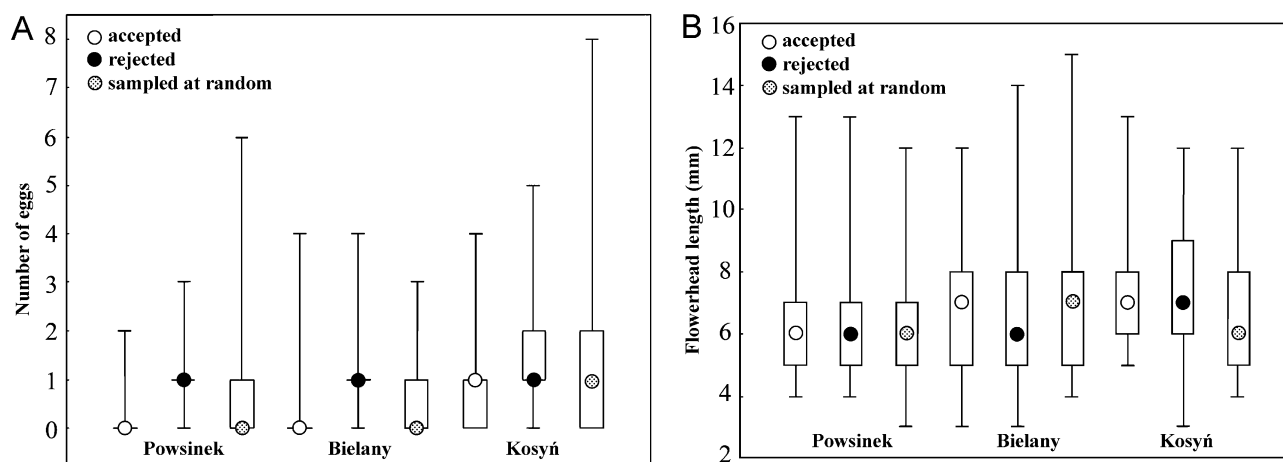 A
accepted
rejected
sampled at random
Number of eggs
8
7
6
5
4
3
2
1
0
Powsinek
Bielany
Kosyń
B
accepted
rejected
sampled at random
Flowerhead length (mm)
16
14
12
10
8
6
4
2
Powsinek
Bielany
Kosyń